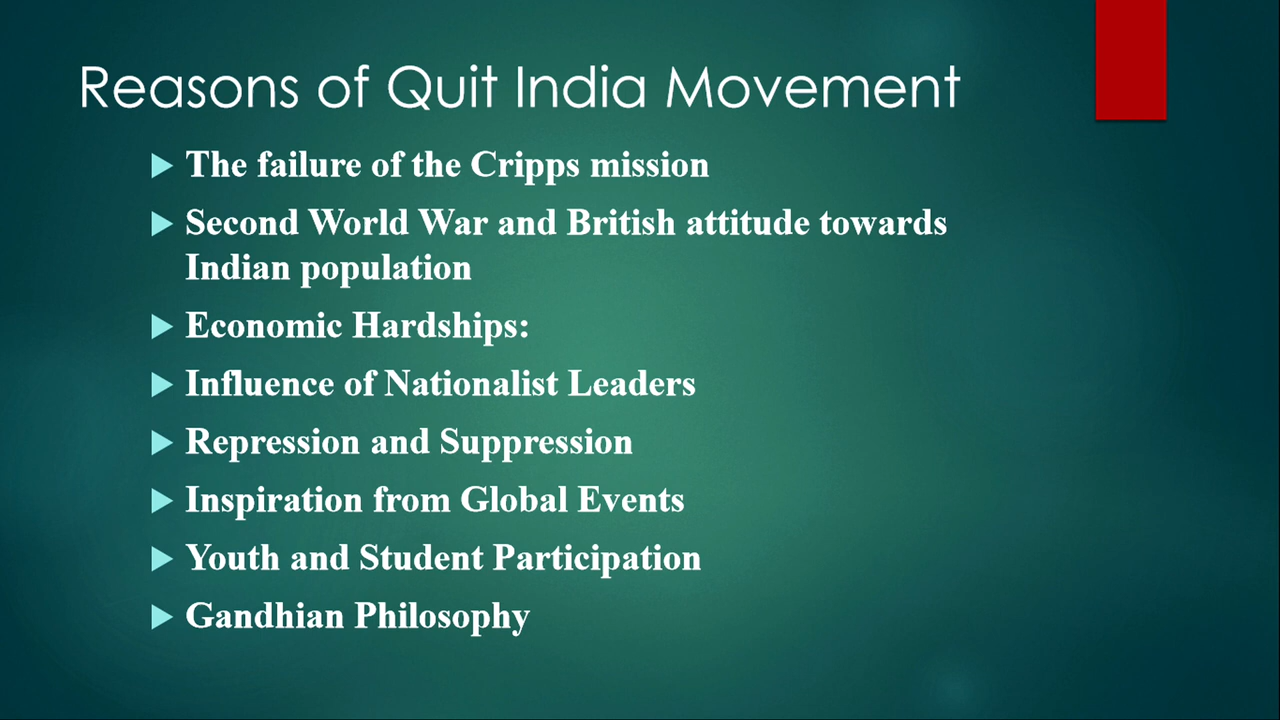 Reasons of Quit India Movement
The failure of the Cripps mission
Second World War and British attitude towards
Indian population
Economic Hardships:
Influence of Nationalist Leaders
Repression and Suppression
Inspiration from Global Events
Youth and Student Participation
Gandhian Philosophy